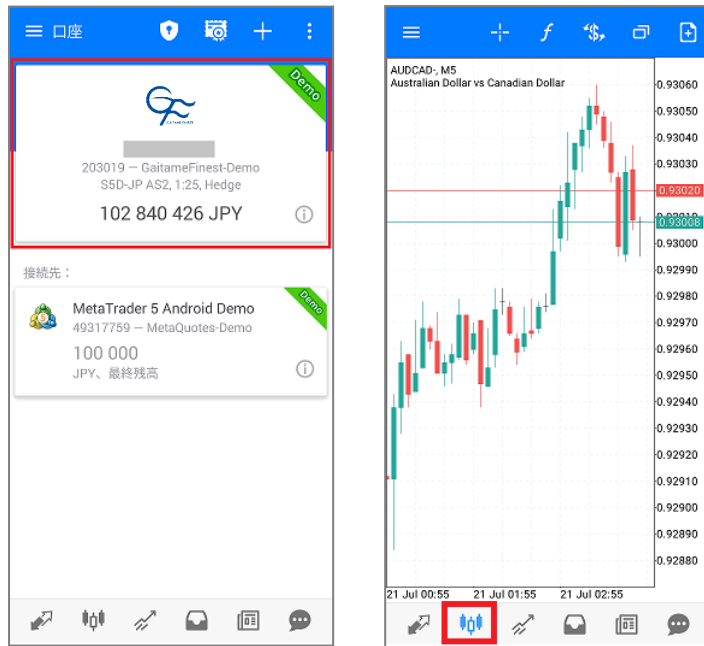 口座
Demo
GAITAME FINEST
203019 — GaitameFinest-Demo
S5D-JP AS2, 1:25, Hedge
102 840 426 JPY
接続先：
Demo
MetaTrader 5 Android Demo
49317759 — MetaQuotes-Demo
100 000
JPY、最終残高
AUDCAD-, M5
Australian Dollar vs Canadian Dollar
0.93060
0.93050
0.93040
0.93030
0.93020
0.93008
0.93000
0.92990
0.92980
0.92970
0.92960
0.92950
0.92940
0.92930
0.92920
0.92910
0.92900
0.92890
0.92880
21 Jul 00:55 21 Jul 01:55 21 Jul 02:55